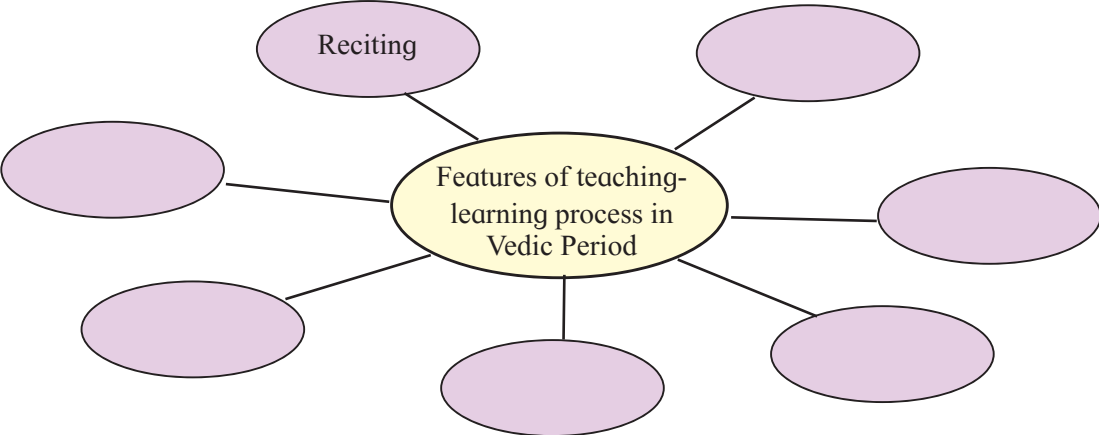 Reciting
Features of teaching-
learning process in
Vedic Period